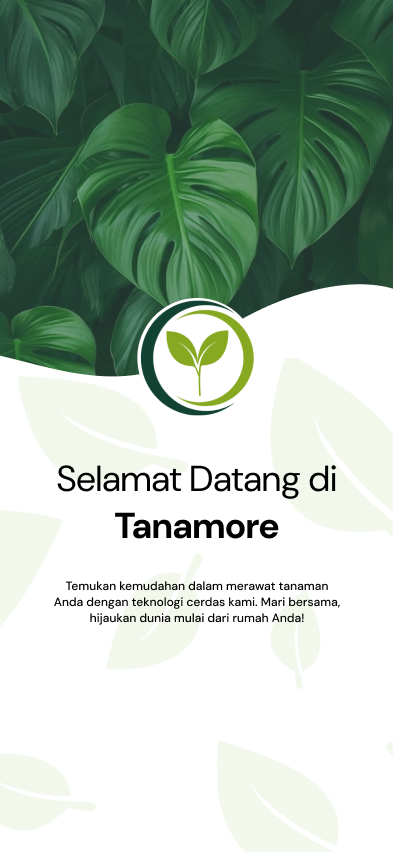 Selamat Datang di
Tanamore
Temukan kemudahan dalam merawat tanaman
Anda dengan teknologi cerdas kami. Mari bersama,
hijaukan dunia mulai dari rumah Anda!